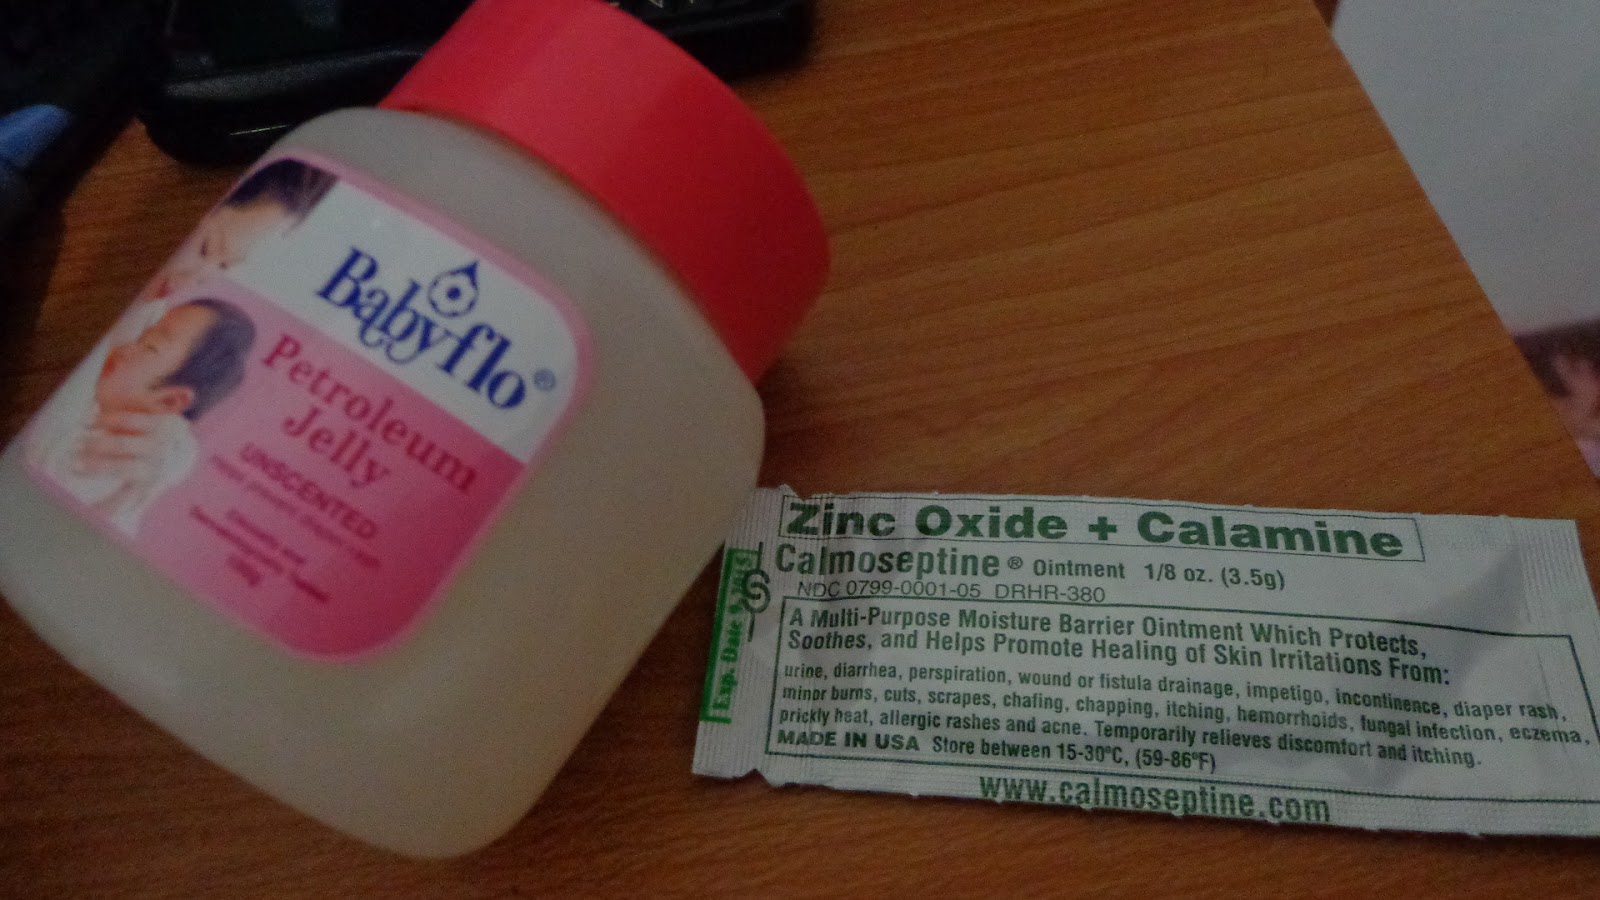 Babyflo®
Petroleum
Jelly
UNSCENTED
Zinc Oxide + Calamine
Calmoseptine® Ointment 1/8 oz. (3.5g)
NDC 0799-0001-05 DRHR-380
A Multi-Purpose Moisture Barrier Ointment Which Protects,
Soothes, and Helps Promote Healing of Skin Irritations From:
urine, diarrhea, perspiration, wound or fistula drainage, impetigo, incontinence, diaper rash,
minor burns, cuts, scrapes, chafing, chapping, itching, hemorrhoids, fungal infection, eczema,
prickly heat, allergic rashes and acne. Temporarily relieves discomfort and itching.
MADE IN USA Store between 15-30ºC, (59-86ºF)
www.calmoseptine.com
Exp. Date